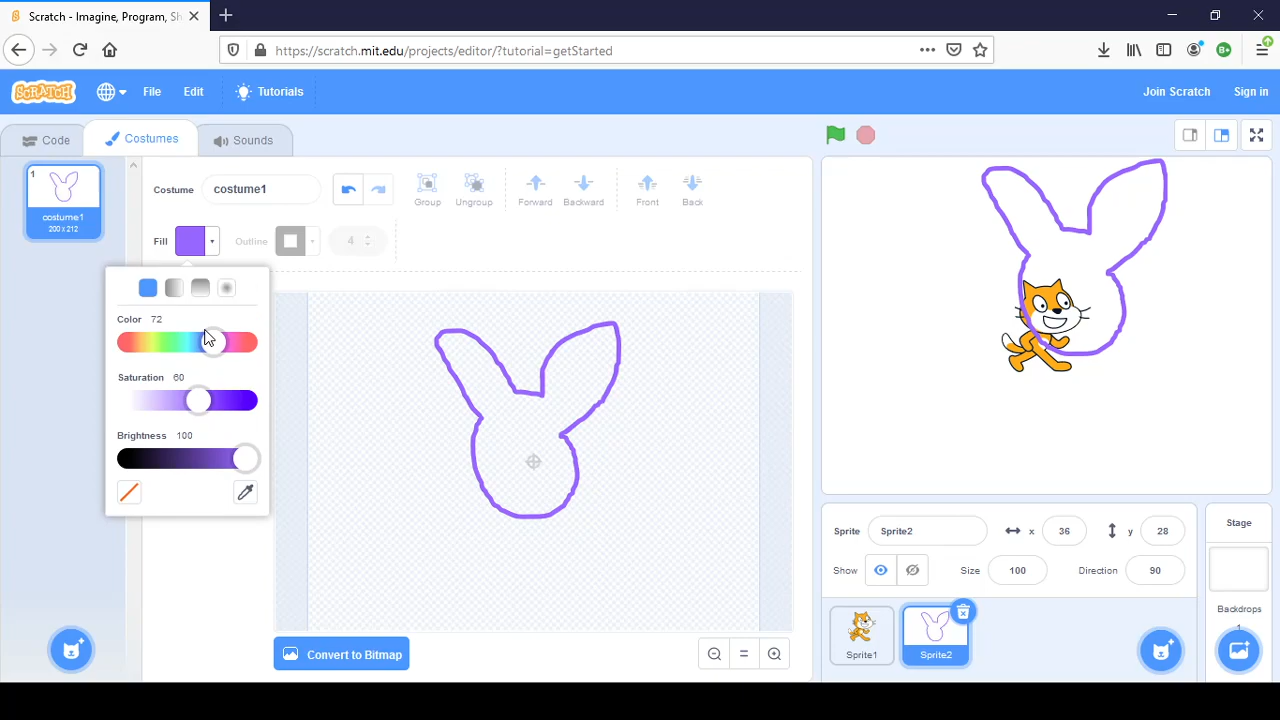 Scratch - Imagine, Program, Sh
https://scratch.mit.edu/projects/editor/?tutorial=getStarted
SCRATCH
File
Edit
Tutorials
Join Scratch
Sign in
Code
Costumes
Sounds
1
costume1
200 x 212
Costume
costume1
Group
Ungroup
Forward
Backward
Front
Back
Fill
Outline
4
Color 72
Saturation 60
Brightness 100
Convert to Bitmap
Sprite
Sprite2
x
36
y
28
Show
Size
100
Direction
90
Sprite1
Sprite2
Stage
Backdrops